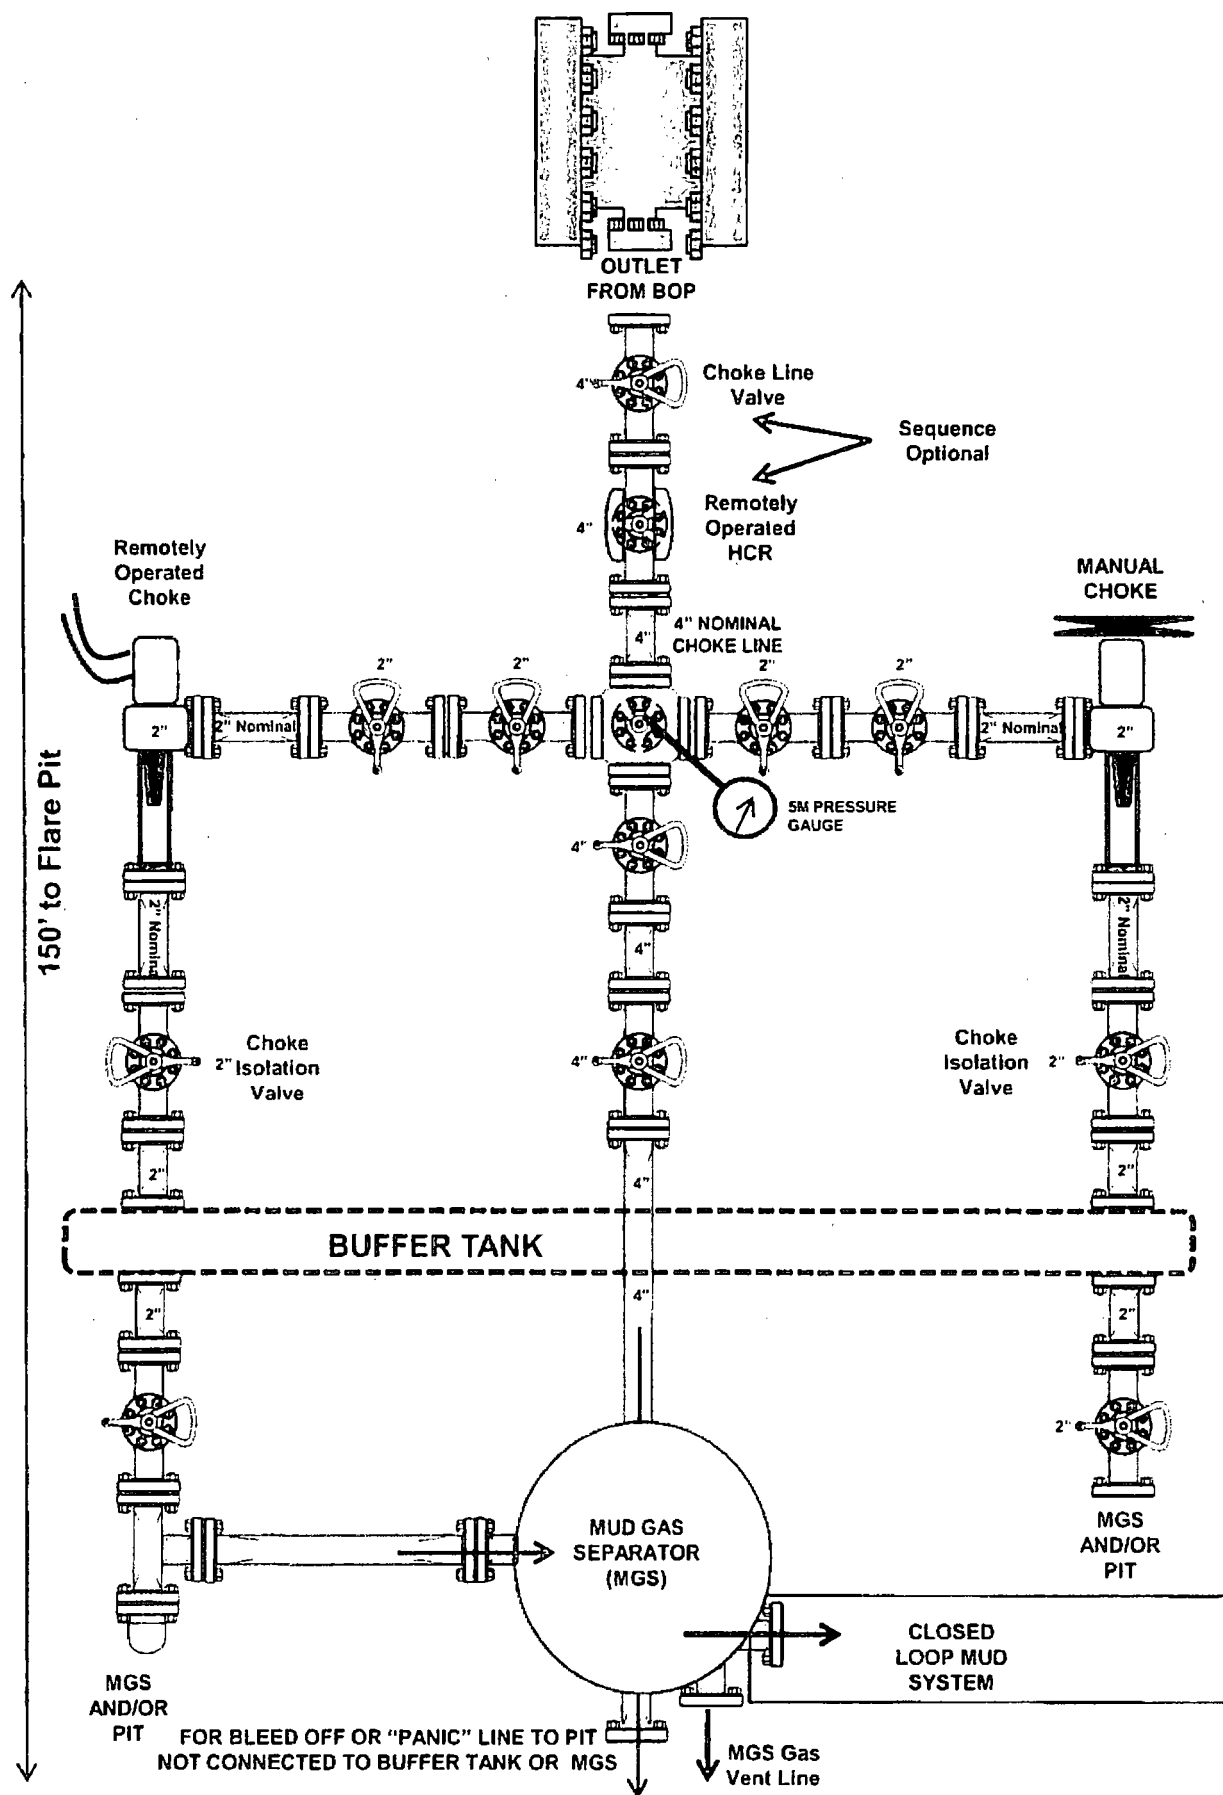 OUTLET
FROM BOP
4"
Choke Line
Valve
Sequence
Optional
4"
Remotely
Operated
HCR
Remotely
Operated
Choke
MANUAL
CHOKE
4"
4" NOMINAL
CHOKE LINE
2"
2"
2"
2"
2"
2" Nominal
2" Nominal
2"
5M PRESSURE
GAUGE
4"
150' to Flare Pit
2" Nominal
4"
2" Nominal
2"
Choke
Isolation
Valve
4"
Choke
Isolation
Valve
2"
2"
4"
2"
BUFFER TANK
2"
4"
2"
2"
MUD GAS
SEPARATOR
(MGS)
MGS
AND/OR
PIT
CLOSED
LOOP MUD
SYSTEM
MGS
AND/OR
PIT
FOR BLEED OFF OR "PANIC" LINE TO PIT
NOT CONNECTED TO BUFFER TANK OR MGS
MGS Gas
Vent Line